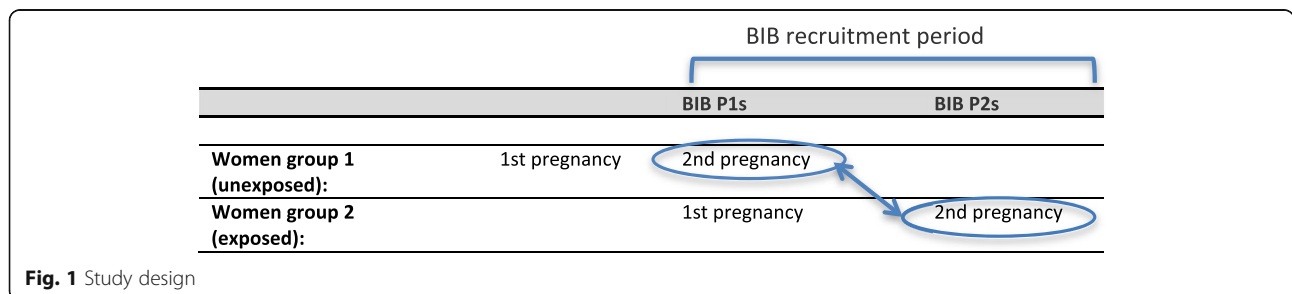 BIB recruitment period
BIB P1s BIB P2s
Women group 1 1st pregnancy 2nd pregnancy
(unexposed):
Women group 2 1st pregnancy 2nd pregnancy
(exposed):
Fig. 1 Study design